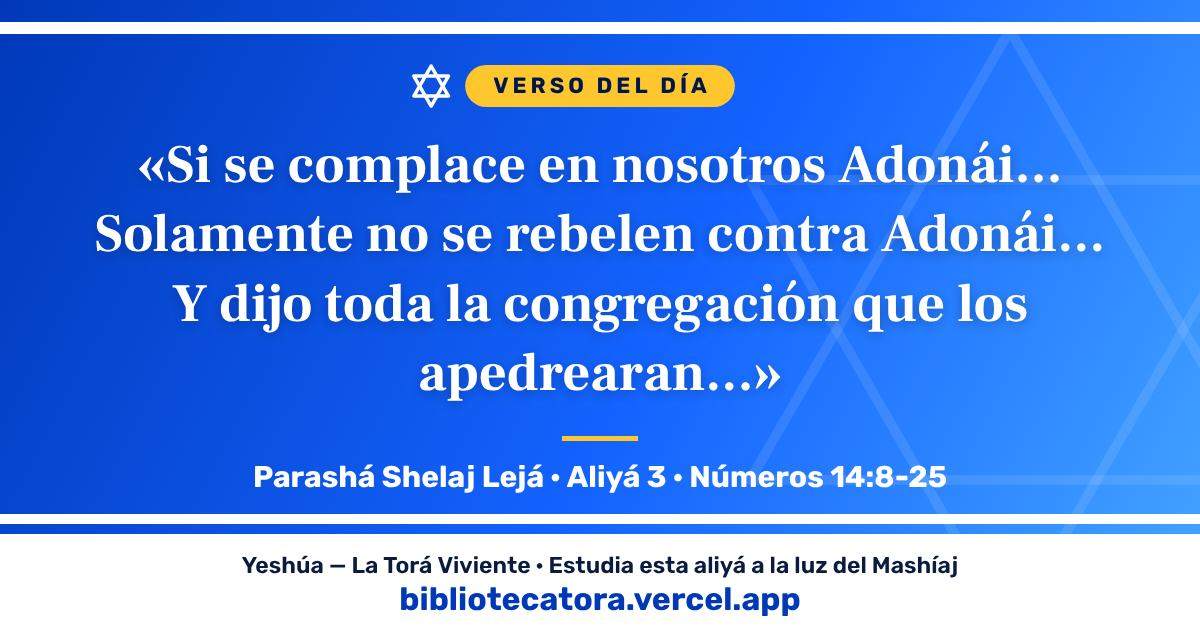 VERSO DEL DÍA
«Si se complace en nosotros Adonái...
Solamente no se rebelen contra Adonái...
Y dijo toda la congregación que los
apedrearan...»
Parashá Shelaj Lejá • Aliyá 3 • Números 14:8-25
Yeshúa — La Torá Viviente • Estudia esta aliyá a la luz del Mashíaj
bibliotecatora.vercel.app